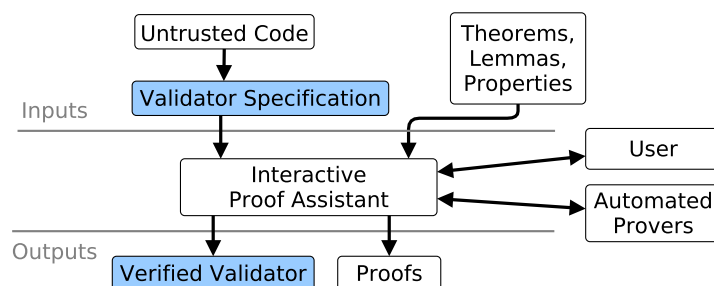 Untrusted Code
Theorems,
Lemmas,
Properties
Validator Specification
Inputs
Interactive
Proof Assistant
User
Automated
Provers
Outputs
Verified Validator
Proofs